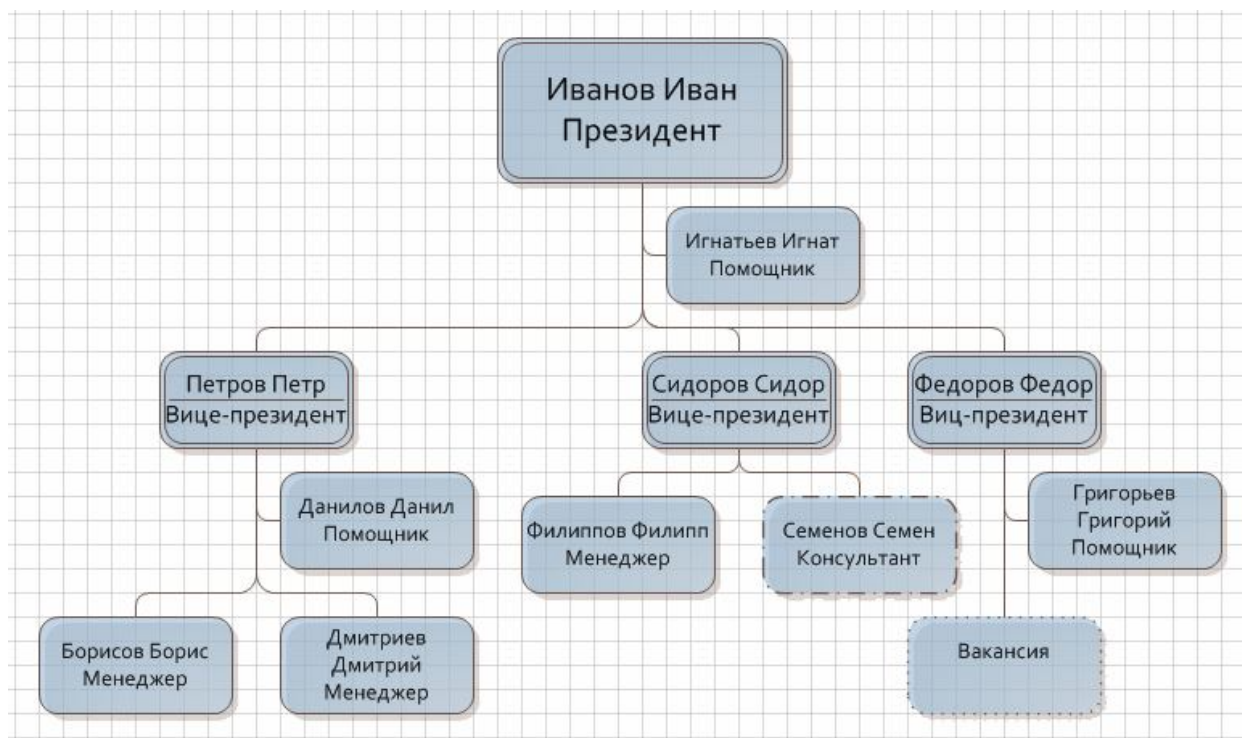 Иванов Иван
Президент
Игнатьев Игнат
Помощник
Петров Петр
Вице-президент
Сидоров Сидор
Вице-президент
Федоров Федор
Виц-президент
Данилов Данил
Помощник
Филиппов Филипп
Менеджер
Семенов Семен
Консультант
Григорьев
Григорий
Помощник
Борисов Борис
Менеджер
Дмитриев
Дмитрий
Менеджер
Вакансия